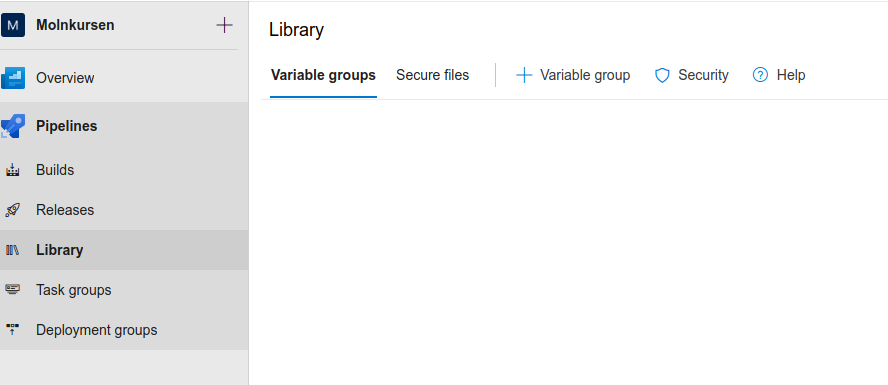 M Molnkursen
Overview
Pipelines
Builds
Releases
Library
Task groups
Deployment groups
Library
Variable groups Secure files Variable group Security ? Help